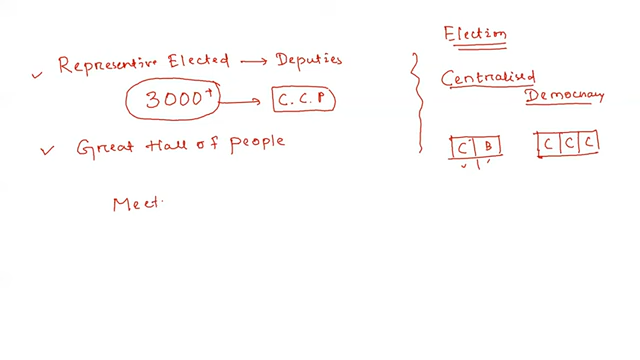 Representive Elected → Deputies
3000+ → C.C.P
Great Hall of people
Meet
Election
Centralised
Democracy
C B
C C C